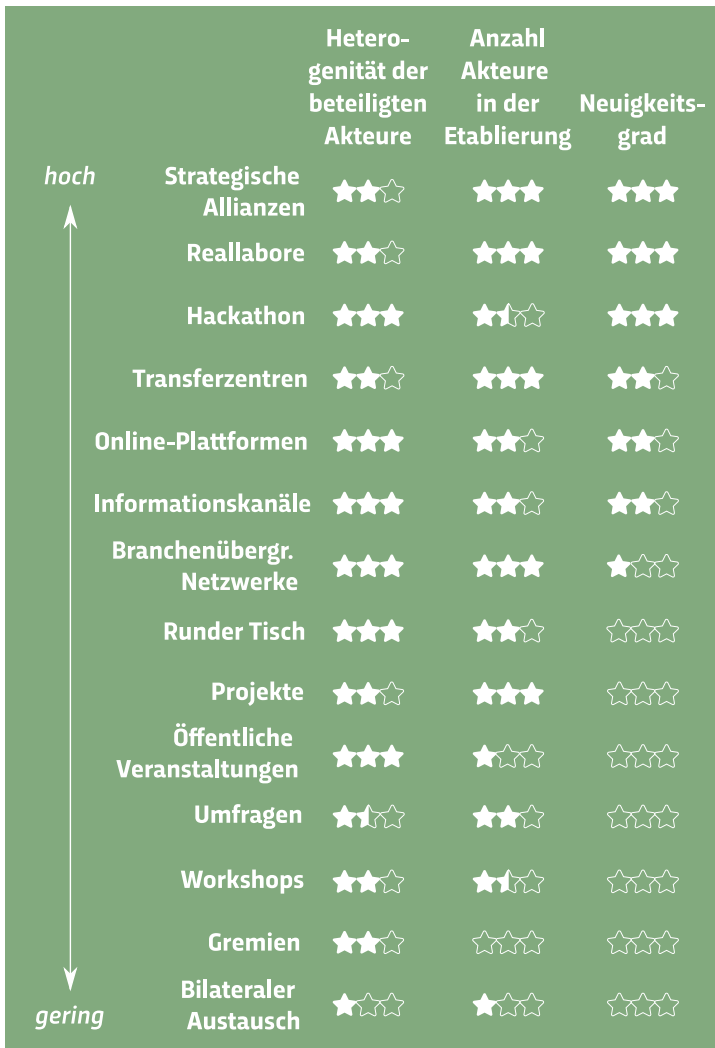 Hetero-
genität der
beteiligten
Akteure
Anzahl
Akteure
in der
Etablierung
Neuigkeits-
grad
hoch
Strategische
Allianzen
Reallabore
Hackathon
Transferzentren
Online-Plattformen
Informationskanäle
Branchenübergr.
Netzwerke
Runder Tisch
Projekte
Öffentliche
Veranstaltungen
Umfragen
Workshops
Gremien
gering
Bilateraler
Austausch